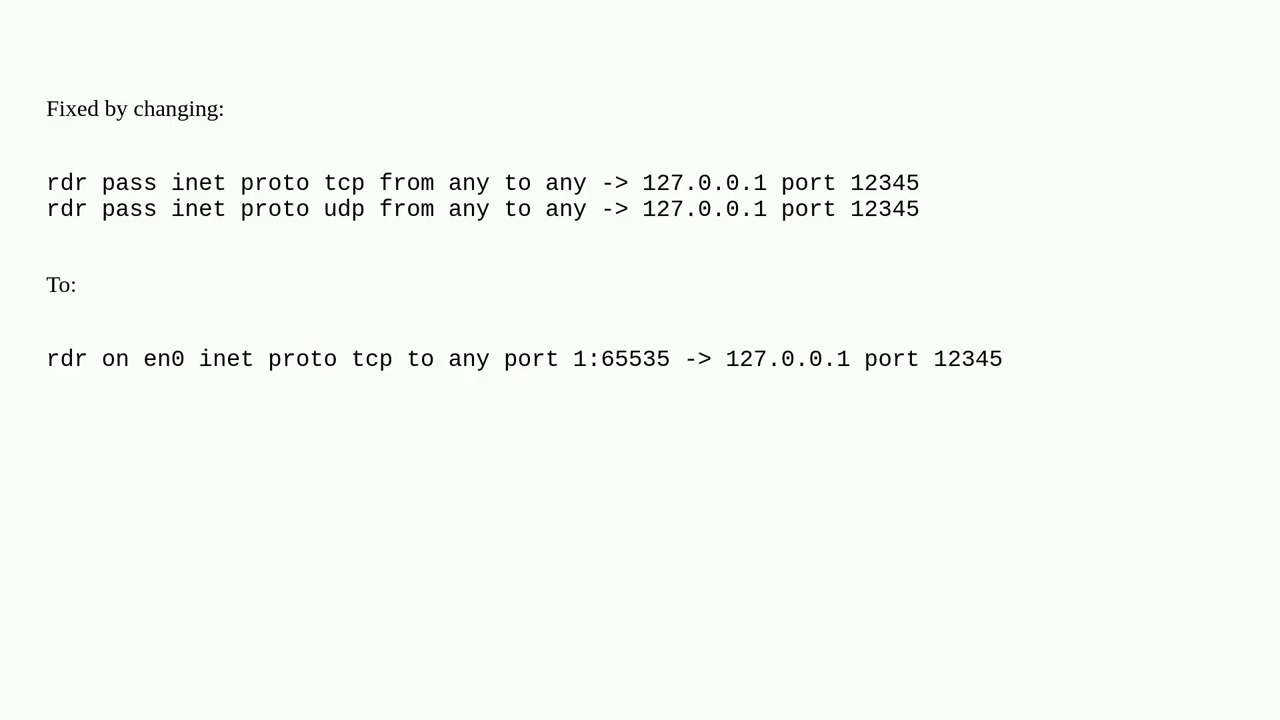 Fixed by changing:
rdr pass inet proto tcp from any to any -> 127.0.0.1 port 12345
rdr pass inet proto udp from any to any -> 127.0.0.1 port 12345
To:
rdr on en0 inet proto tcp to any port 1:65535 -> 127.0.0.1 port 12345